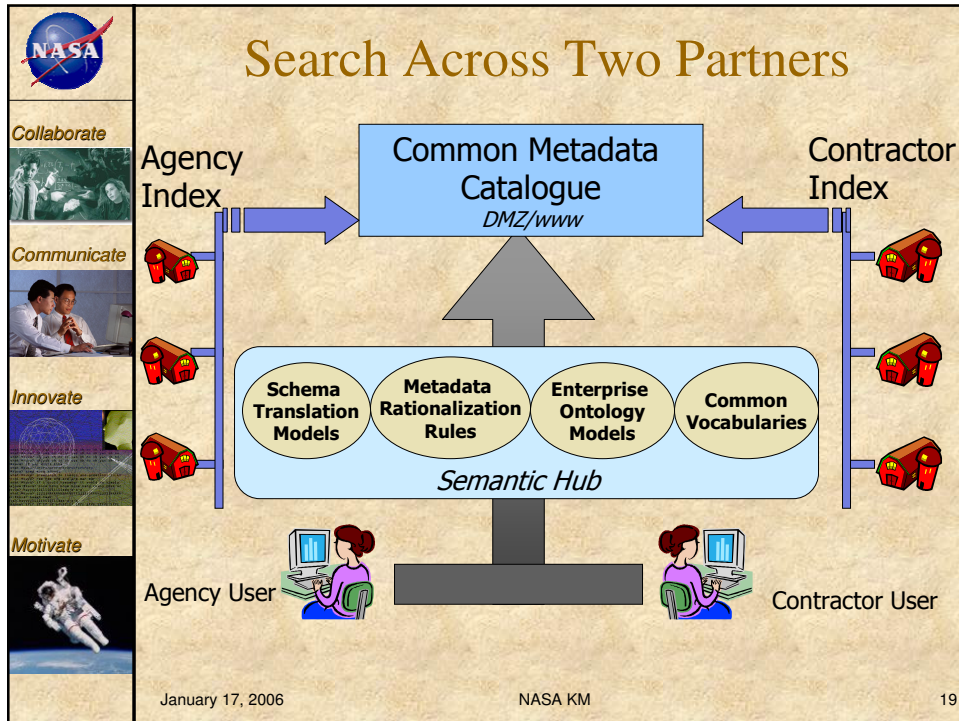 NASA
Search Across Two Partners
Collaborate
Communicate
Innovate
Motivate
Agency
Index
Common Metadata
Catalogue
DMZ/www
Contractor
Index
Schema
Translation
Models
Metadata
Rationalization
Rules
Enterprise
Ontology
Models
Common
Vocabularies
Semantic Hub
Agency User
Contractor User
January 17, 2006
NASA KM
19